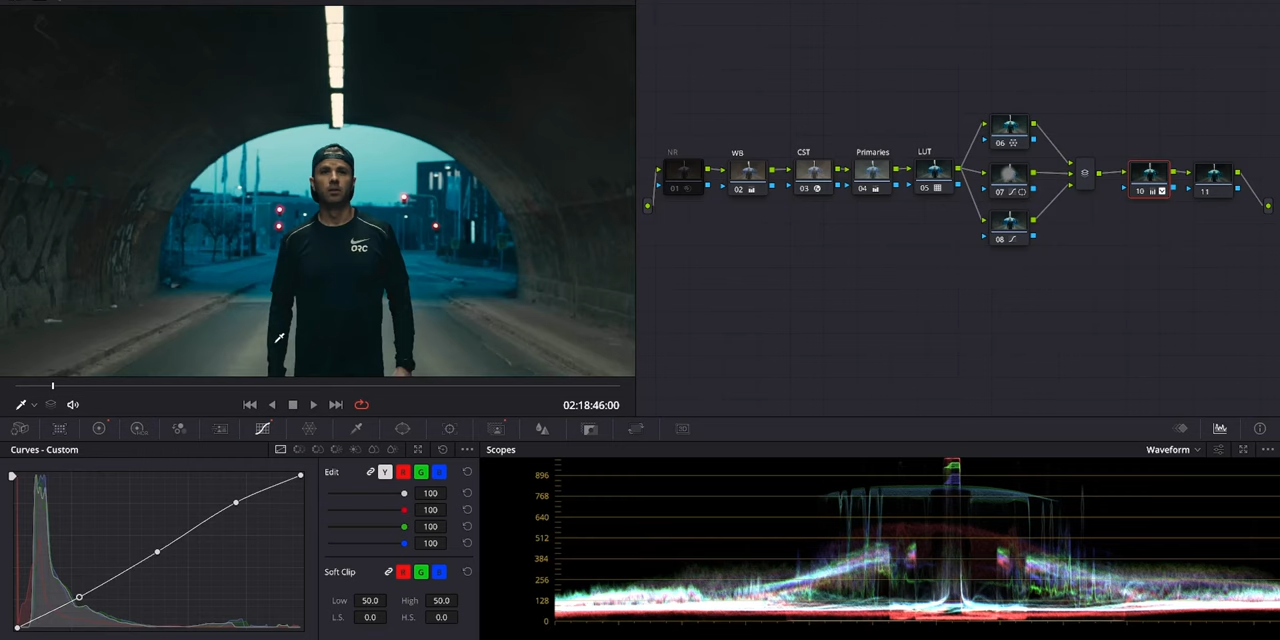 ORC
NR
WB
CST
Primaries
LUT
01
02
03
04
05
06
07
08
10
11
02:18:46:00
Curves - Custom
Edit
Y
R
G
B
100
100
100
100
Soft Clip
R
G
B
Low
50.0
High
50.0
L.S.
0.0
H.S.
0.0
Scopes
Waveform
896
768
640
512
384
256
128
0